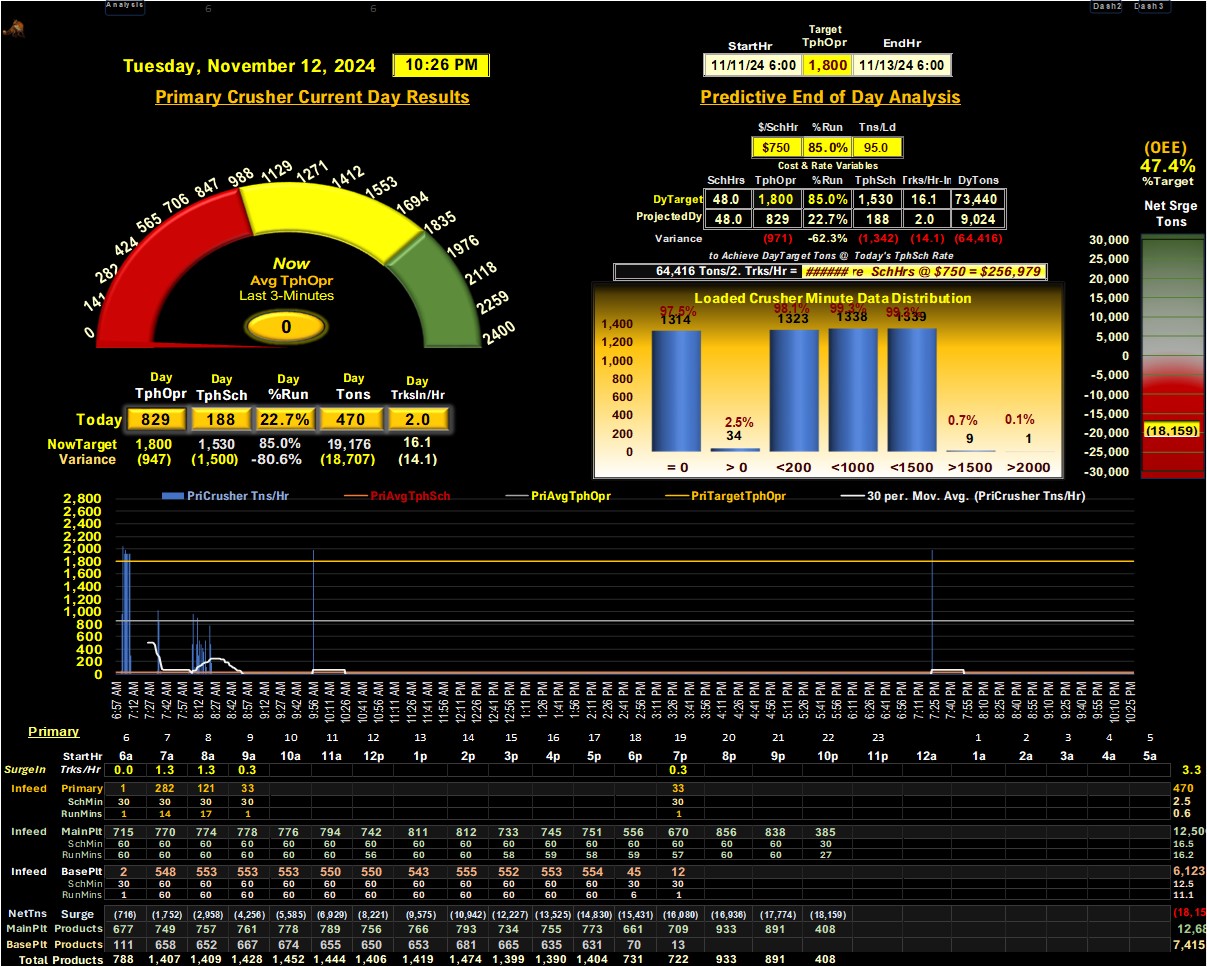 Analysis 6 6 Dash2 Dash3
Target
StartHr TphOpr EndHr
Tuesday, November 12, 2024 10:26 PM 11/11/24 6:00 1,800 11/13/24 6:00
Primary Crusher Current Day Results Predictive End of Day Analysis
$/SchHr %Run Tns/Ld
$750 85.0% 95.0
Cost & Rate Variables
SchHrs TphOpr %Run TphSch Trks/Hr-In DyTons
DyTarget 48.0 1,800 85.0% 1,530 16.1 73,440
ProjectedDy 48.0 829 22.7% 188 2.0 9,024
Variance (971) -62.3% (1,342) (14.1) (64,416)
to Achieve DayTarget Tons @ Today's TphSch Rate
64,416 Tons/2. Trks/Hr = ###### re SchHrs @ $750 = $256,979
(OEE)
47.4%
%Target
Net Srge
Tons
30,000
25,000
20,000
15,000
10,000
5,000
0
-5,000
-10,000
-15,000
-20,000 (18,159)
-25,000
-30,000
0 141 282 424 565 706 847 988 1129 1271 1412 1553 1694 1835 1976 2118 2259 2400
Now
Avg TphOpr
Last 3-Minutes
0
Loaded Crusher Minute Data Distribution
97.5% 98.1% 99.3% 99.3%
1314 1323 1338 1339
2.5% 0.7% 0.1%
34 9 1
1,400
1,200
1,000
800
600
400
200
0
= 0 > 0 <200 <1000 <1500 >1500 >2000
Day Day Day Day Day
TphOpr TphSch %Run Tons TrksIn/Hr
Today 829 188 22.7% 470 2.0
NowTarget 1,800 1,530 85.0% 19,176 16.1
Variance (947) (1,500) -80.6% (18,707) (14.1)
PriCrusher Tns/Hr PriAvgTphSch PriAvgTphOpr PriTargetTphOpr 30 per. Mov. Avg. (PriCrusher Tns/Hr)
2,800
2,600
2,400
2,200
2,000
1,800
1,600
1,400
1,200
1,000
800
600
400
200
0
6:57 AM 7:12 AM 7:27 AM 7:42 AM 7:57 AM 8:12 AM 8:27 AM 8:42 AM 8:57 AM 9:12 AM 9:27 AM 9:42 AM 9:56 AM 10:11 AM 10:26 AM 10:41 AM 10:56 AM 11:11 AM 11:26 AM 11:41 AM 11:56 AM 12:11 PM 12:26 PM 12:41 PM 12:56 PM 1:11 PM 1:26 PM 1:41 PM 1:56 PM 2:11 PM 2:26 PM 2:41 PM 2:56 PM 3:11 PM 3:26 PM 3:41 PM 3:56 PM 4:11 PM 4:26 PM 4:41 PM 4:56 PM 5:11 PM 5:26 PM 5:41 PM 5:56 PM 6:11 PM 6:26 PM 6:41 PM 6:56 PM 7:10 PM 7:25 PM 7:40 PM 7:55 PM 8:10 PM 8:25 PM 8:40 PM 8:55 PM 9:10 PM 9:25 PM 9:40 PM 9:55 PM 10:10 PM 10:25 PM
Primary 6 7 8 9 10 11 12 13 14 15 16 17 18 19 20 21 22 23 1 2 3 4 5
StartHr 6a 7a 8a 9a 10a 11a 12p 1p 2p 3p 4p 5p 6p 7p 8p 9p 10p 11p 12a 1a 2a 3a 4a 5a
SurgeIn Trks/Hr 0.0 1.3 1.3 0.3 0.3 3.3
Infeed Primary 1 282 121 33 33 470
SchMin 30 30 30 30 30 2.5
RunMins 1 14 17 1 1 0.6
Infeed MainPlt 715 770 774 778 776 794 742 811 812 733 745 751 556 670 856 838 385 12,50
SchMin 60 60 60 60 60 60 60 60 60 60 60 60 60 60 60 60 30 16.5
RunMins 60 60 60 60 60 60 56 60 60 58 59 58 59 57 60 60 27 16.2
Infeed BasePlt 2 548 553 553 553 550 550 543 555 552 553 554 45 12 6,123
SchMin 30 60 60 60 60 60 60 60 60 60 60 60 30 30 12.5
RunMins 1 60 60 60 60 60 60 60 60 60 60 60 6 1 11.1
NetTns Surge (716) (1,752) (2,958) (4,256) (5,585) (6,929) (8,221) (9,575) (10,942) (12,227) (13,525) (14,830) (15,431) (16,080) (16,936) (17,774) (18,159) (18,15
MainPlt Products 677 749 757 761 778 789 756 766 793 734 755 773 661 709 933 891 408 12,68
BasePlt Products 111 658 652 667 674 655 650 653 681 665 635 631 70 13 7,415
Total Products 788 1,407 1,409 1,428 1,452 1,444 1,406 1,419 1,474 1,399 1,390 1,404 731 722 933 891 408